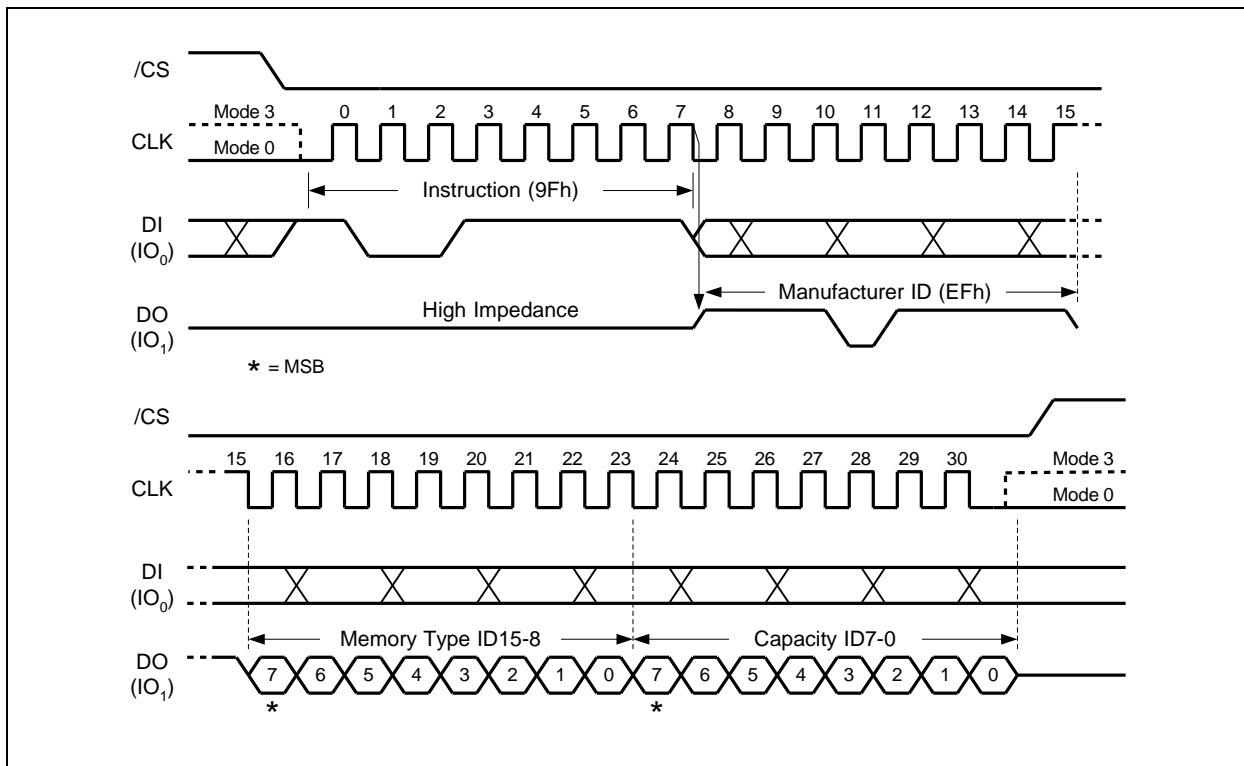 /CS
Mode 3 0 1 2 3 4 5 6 7 8 9 10 11 12 13 14 15
CLK
Mode 0
Instruction (9Fh)
DI
(IO0)
Manufacturer ID (EFh)
High Impedance
DO
(IO1)
* = MSB
/CS
15 16 17 18 19 20 21 22 23 24 25 26 27 28 29 30 Mode 3
CLK
Mode 0
DI
(IO0)
Memory Type ID15-8 Capacity ID7-0
DO 7 6 5 4 3 2 1 0 7 6 5 4 3 2 1 0
(IO1)
* *